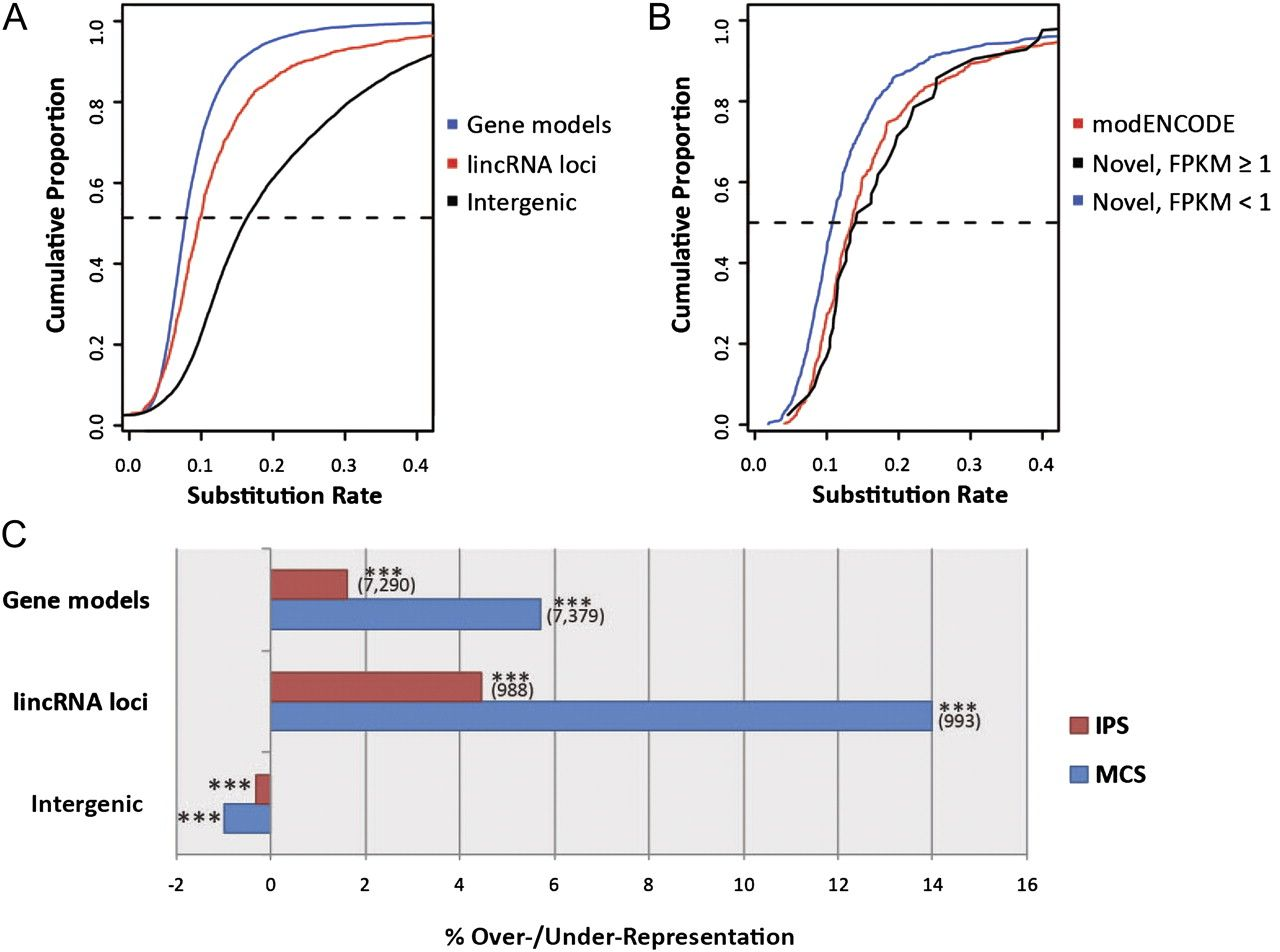 A
Cumulative Proportion
1.0
0.8
0.6
0.4
0.2
0.0
0.0 0.1 0.2 0.3 0.4
Substitution Rate
Gene models
lincRNA loci
Intergenic
B
Cumulative Proportion
1.0
0.8
0.6
0.4
0.2
0.0
0.0 0.1 0.2 0.3 0.4
Substitution Rate
modENCODE
Novel, FPKM ≥ 1
Novel, FPKM < 1
C
Gene models
***
(7,290)
***
(7,379)
lincRNA loci
***
(988)
***
(993)
Intergenic
***
***
IPS
MCS
-2 0 2 4 6 8 10 12 14 16
% Over-/Under-Representation